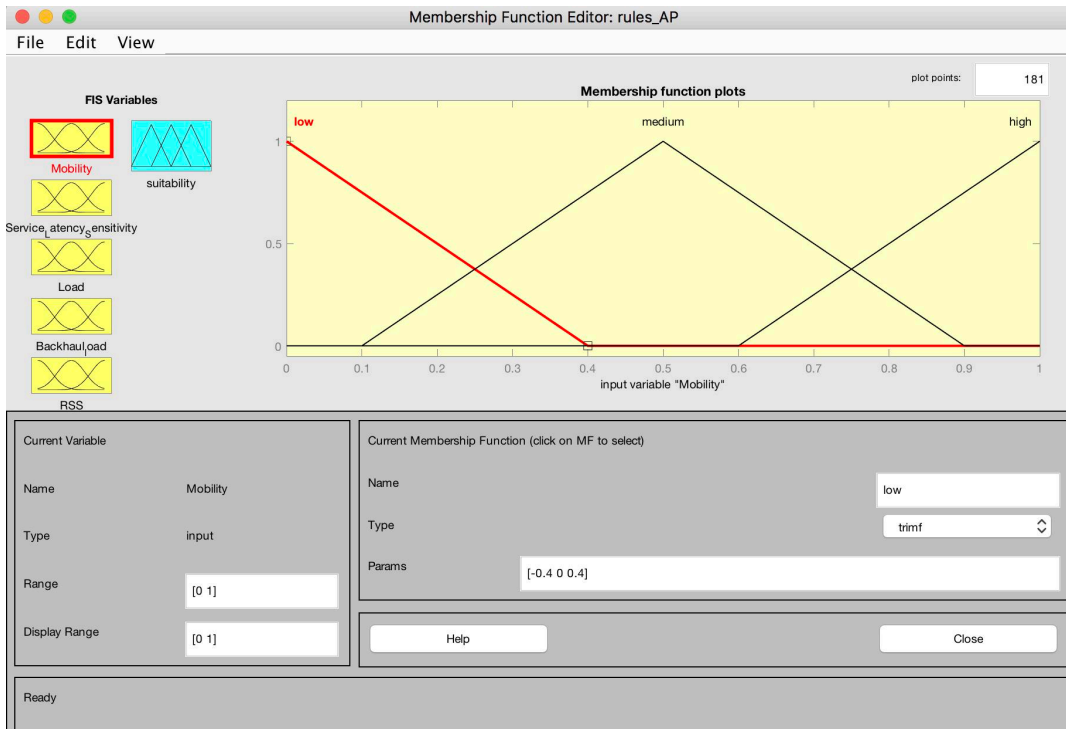 Membership Function Editor: rules_AP
File Edit View
plot points: 181
FIS Variables
Membership function plots
Mobility
suitability
Service_Latency_Sensitivity
Load
Backhaul_load
RSS
low medium high
1
0.5
0
0 0.1 0.2 0.3 0.4 0.5 0.6 0.7 0.8 0.9 1
input variable "Mobility"
Current Variable
Name Mobility
Type input
Range [0 1]
Display Range [0 1]
Current Membership Function (click on MF to select)
Name low
Type trimf
Params [-0.4 0 0.4]
Help Close
Ready